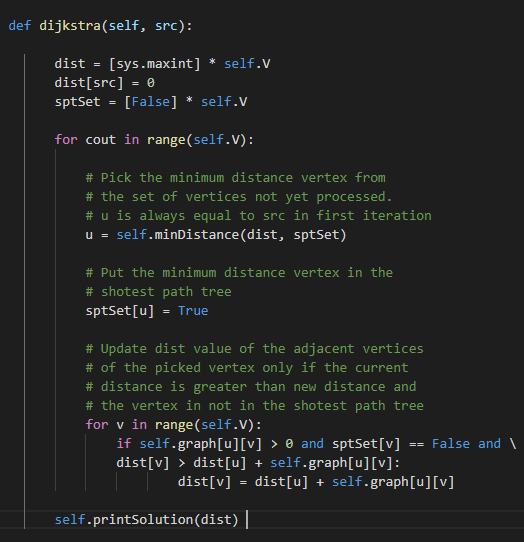 def dijkstra(self, src):
dist = [sys.maxint] * self.V
dist[src] = 0
sptSet = [False] * self.V
for cout in range(self.V):
# Pick the minimum distance vertex from
# the set of vertices not yet processed.
# u is always equal to src in first iteration
u = self.minDistance(dist, sptSet)
# Put the minimum distance vertex in the
# shotest path tree
sptSet[u] = True
# Update dist value of the adjacent vertices
# of the picked vertex only if the current
# distance is greater than new distance and
# the vertex in not in the shotest path tree
for v in range(self.V):
if self.graph[u][v] > 0 and sptSet[v] == False and \
dist[v] > dist[u] + self.graph[u][v]:
dist[v] = dist[u] + self.graph[u][v]
self.printSolution(dist)